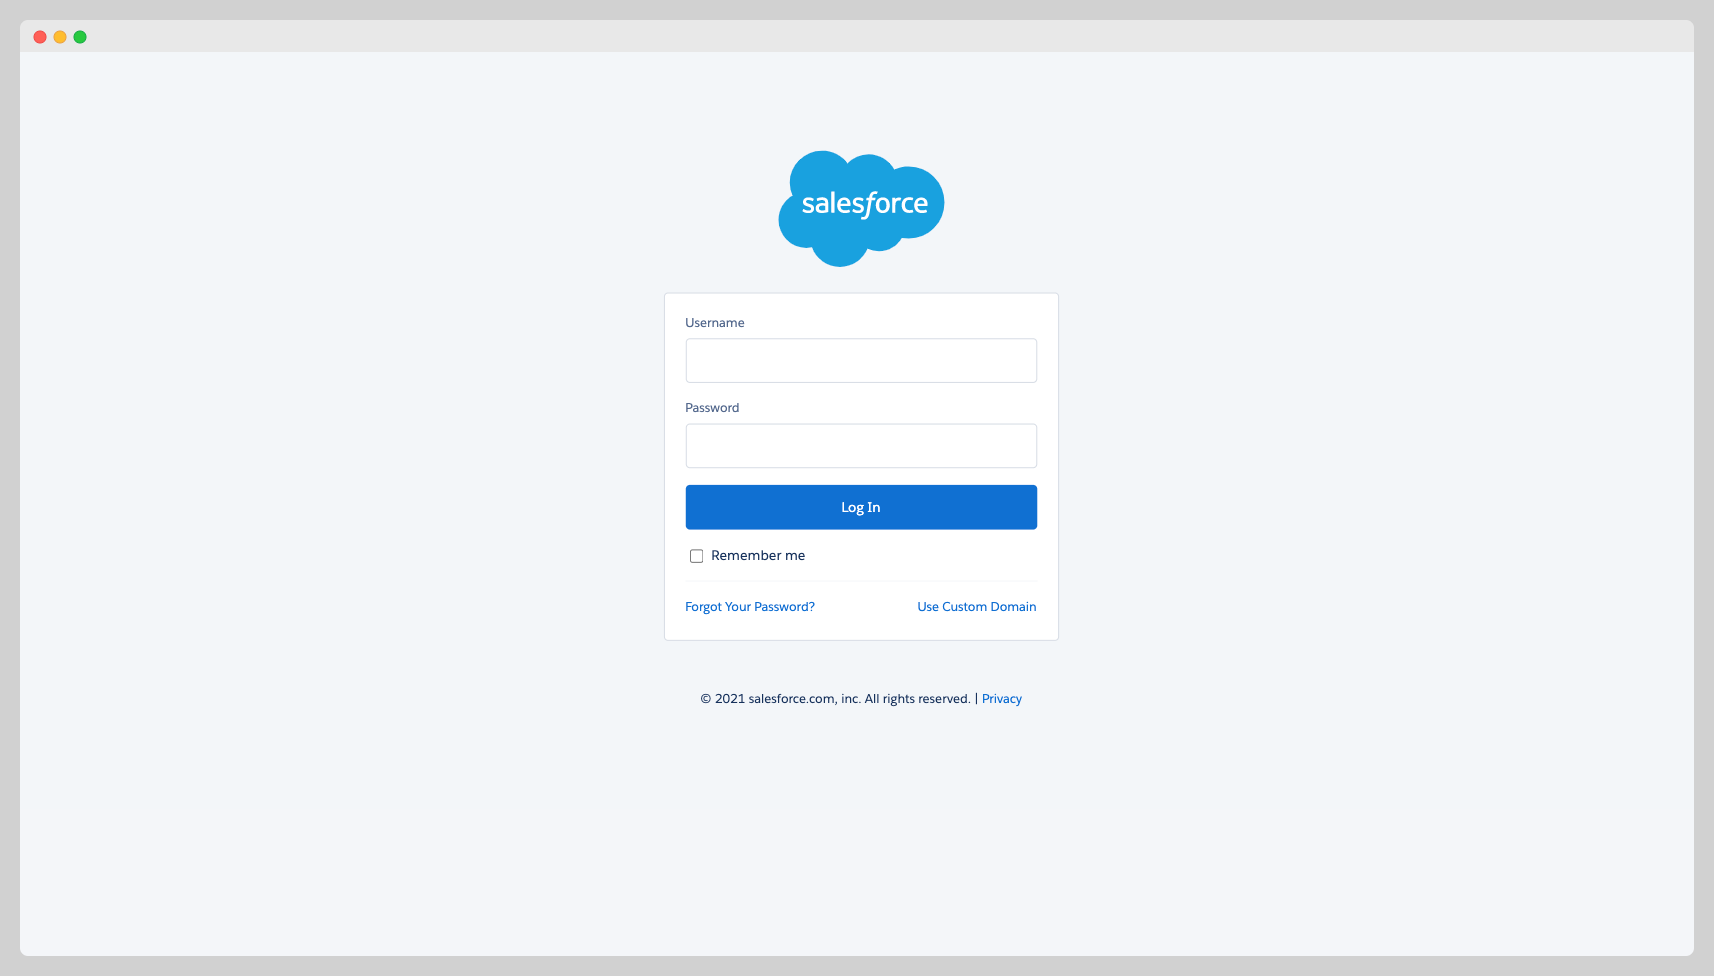 salesforce
Username
Password
Log In
Remember me
Forgot Your Password? Use Custom Domain
© 2021 salesforce.com, inc. All rights reserved. | Privacy